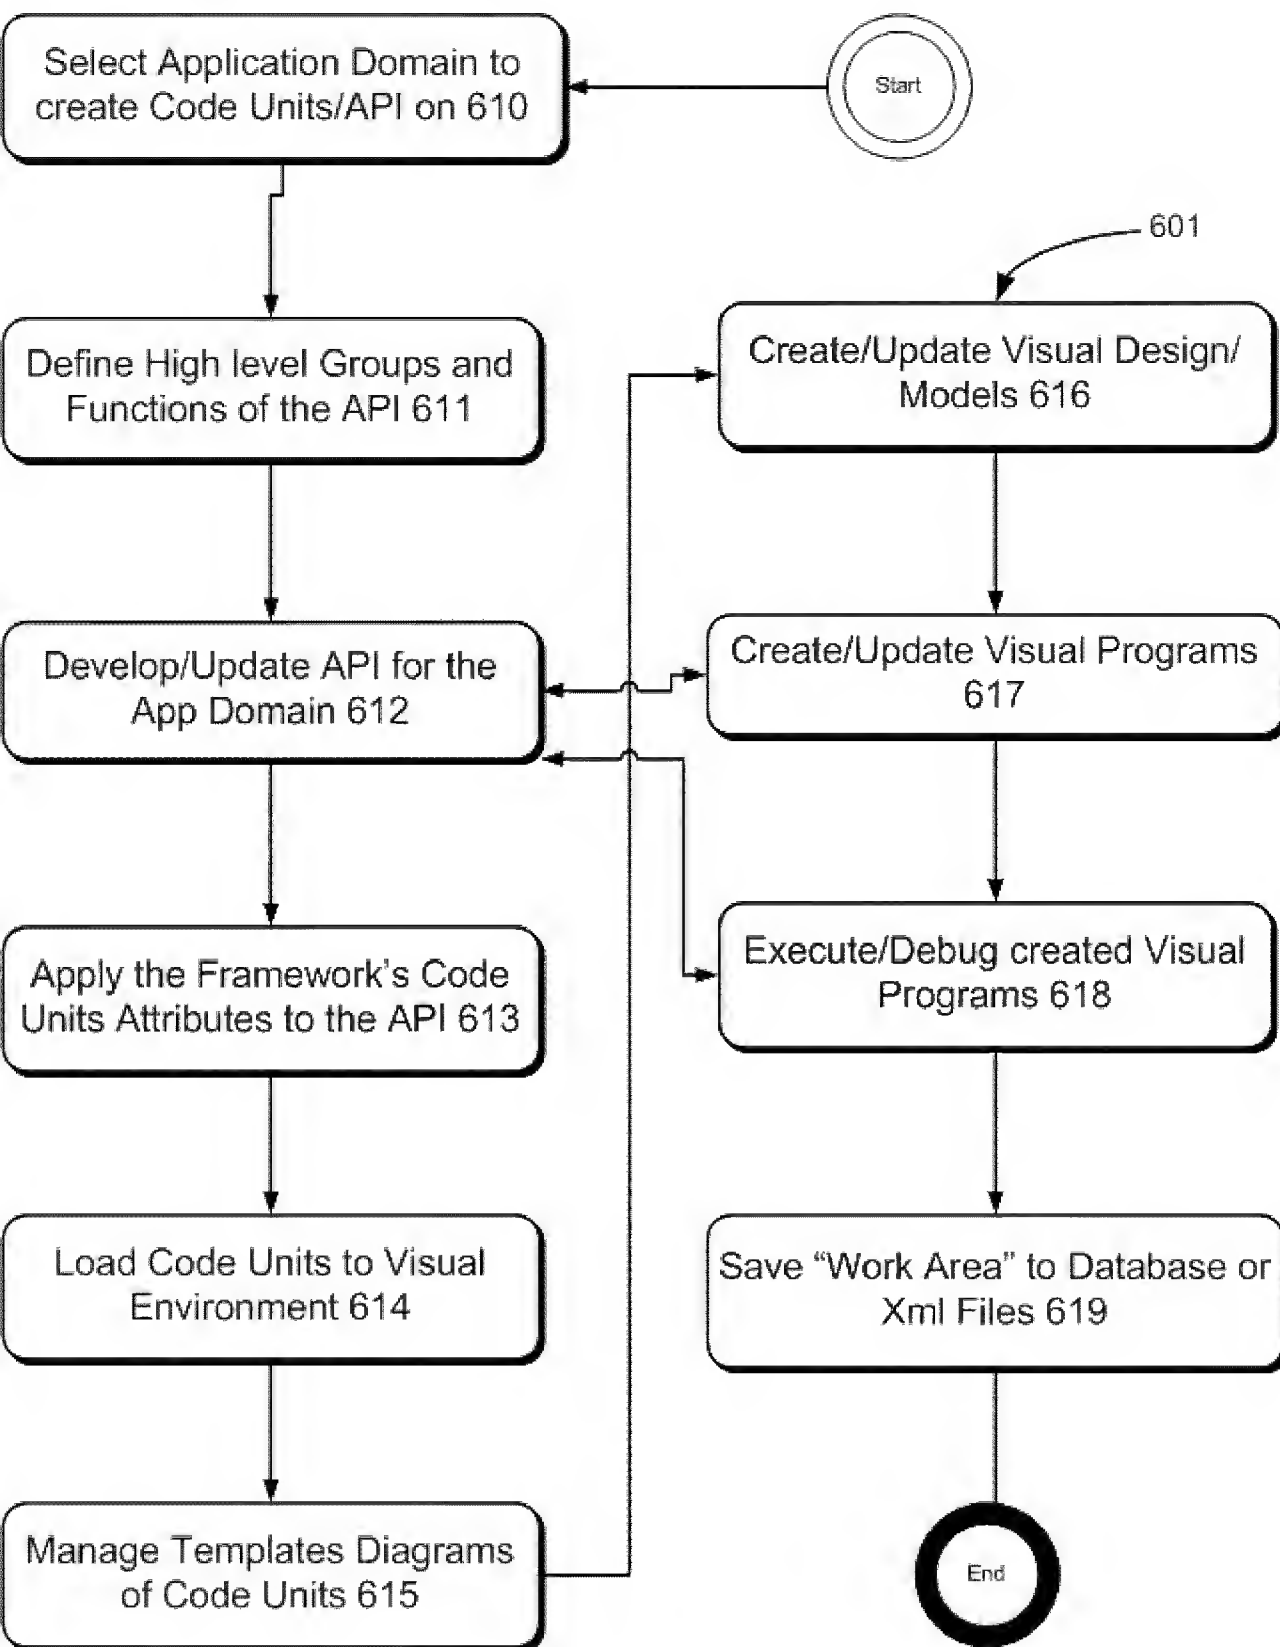 Select Application Domain to
create Code Units/API on 610
Start
601
Define High level Groups and
Functions of the API 611
Create/Update Visual Design/
Models 616
Develop/Update API for the
App Domain 612
Create/Update Visual Programs
617
Apply the Framework's Code
Units Attributes to the API 613
Execute/Debug created Visual
Programs 618
Load Code Units to Visual
Environment 614
Save “Work Area” to Database or
Xml Files 619
Manage Templates Diagrams
of Code Units 615
End